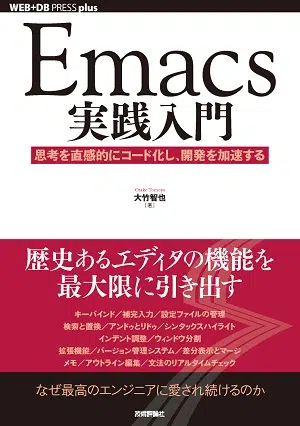 WEB+DB PRESS plus
Emacs
実践入門
思考を直感的にコード化し、開発を加速する
Otake Tomoya
大竹智也
[著]
歴史あるエディタの機能を
最大限に引き出す
キーバインド/補完入力/設定ファイルの管理
検索と置換/アンドゥとリドゥ/シンタックスハイライト
インデント調整/ウィンドウ分割
拡張機能/バージョン管理システム/差分表示とマージ
メモ/アウトライン編集/文法のリアルタイムチェック
なぜ最高のエンジニアに愛され続けるのか
技術評論社